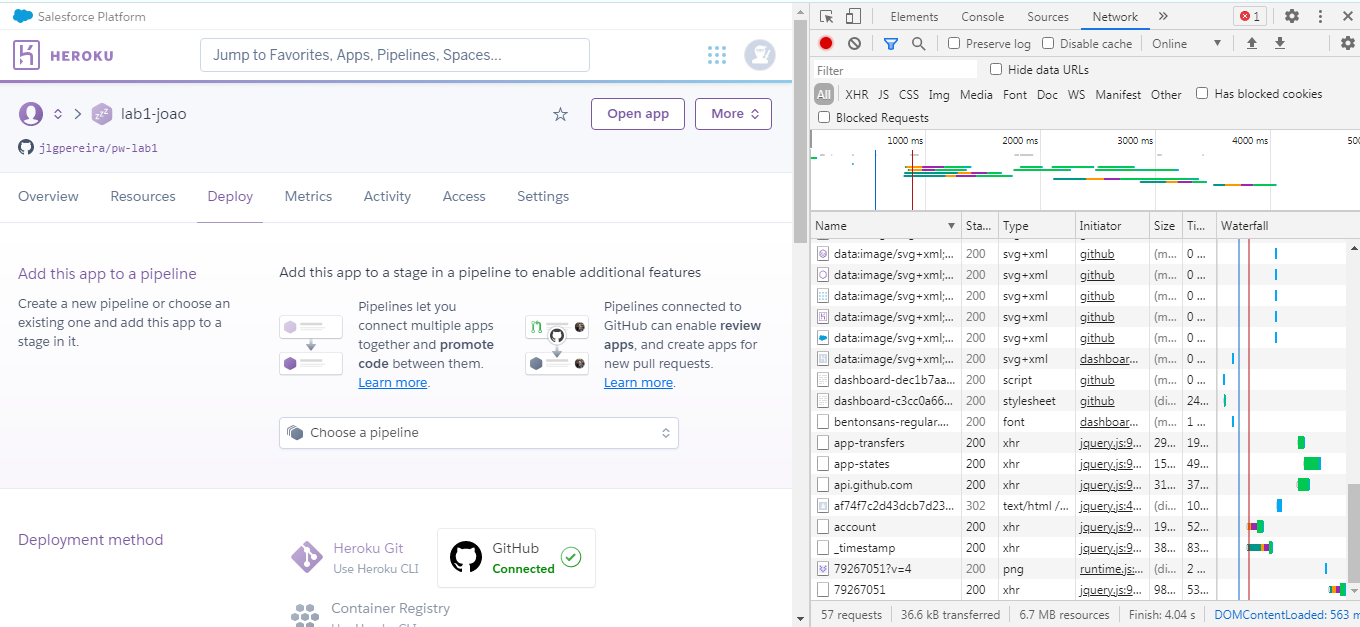 Salesforce Platform
HEROKU
Jump to Favorites, Apps, Pipelines, Spaces...
lab1-joao
Open app
More
jlgpereira/pw-lab1
Overview Resources Deploy Metrics Activity Access Settings
Add this app to a pipeline
Create a new pipeline or choose an
existing one and add this app to a
stage in it.
Add this app to a stage in a pipeline to enable additional features
Pipelines let you
connect multiple apps
together and promote
code between them.
Learn more.
Pipelines connected to
GitHub can enable review
apps, and create apps for
new pull requests.
Learn more.
Choose a pipeline
Deployment method
Heroku Git
Use Heroku CLI
GitHub
Connected
Container Registry
Use Heroku CLI
Elements Console Sources Network 1
Preserve log Disable cache Online
Filter Hide data URLs
All XHR JS CSS Img Media Font Doc WS Manifest Other Has blocked cookies
Blocked Requests
1000 ms 2000 ms 3000 ms 4000 ms 500
Name Sta... Type Initiator Size Ti... Waterfall
data:image/svg+xml;... 200 svg+xml github (m... 0 ...
data:image/svg+xml;... 200 svg+xml github (m... 0 ...
data:image/svg+xml;... 200 svg+xml github (m... 0 ...
data:image/svg+xml;... 200 svg+xml github (m... 0 ...
data:image/svg+xml;... 200 svg+xml github (m... 0 ...
data:image/svg+xml;... 200 svg+xml dashboar... (m... 0 ...
dashboard-dec1b7aa... 200 script github (m... 0 ...
dashboard-c3cc0a66... 200 stylesheet github (di... 24...
bentonsans-regular.... 200 font dashboar... (m... 1 ...
app-transfers 200 xhr jquery.js:9... 29... 19...
app-states 200 xhr jquery.js:9... 15... 49...
api.github.com 200 xhr jquery.js:9... 31... 37...
af74f7c2d43dcb7d23... 302 text/html /... jquery.js:4... (di... 10...
account 200 xhr jquery.js:9... 19... 52...
_timestamp 200 xhr jquery.js:9... 38... 83...
79267051?v=4 200 png runtime.js:... (di... 2 ...
79267051 200 xhr jquery.js:9... 98... 53...
57 requests 36.6 kB transferred 6.7 MB resources Finish: 4.04 s DOMContentLoaded: 563 m